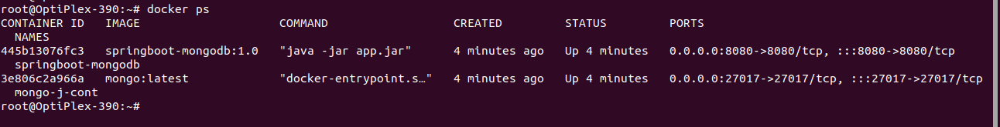 root@OptiPlex-390:~# docker ps
CONTAINER ID   IMAGE                    COMMAND                  CREATED         STATUS         PORTS
  NAMES
445b13076fc3   springboot-mongodb:1.0   "java -jar app.jar"      4 minutes ago   Up 4 minutes   0.0.0.0:8080->8080/tcp, :::8080->8080/tcp
  springboot-mongodb
3e806c2a966a   mongo:latest             "docker-entrypoint.s…"   4 minutes ago   Up 4 minutes   0.0.0.0:27017->27017/tcp, :::27017->27017/tcp
  mongo-j-cont
root@OptiPlex-390:~#